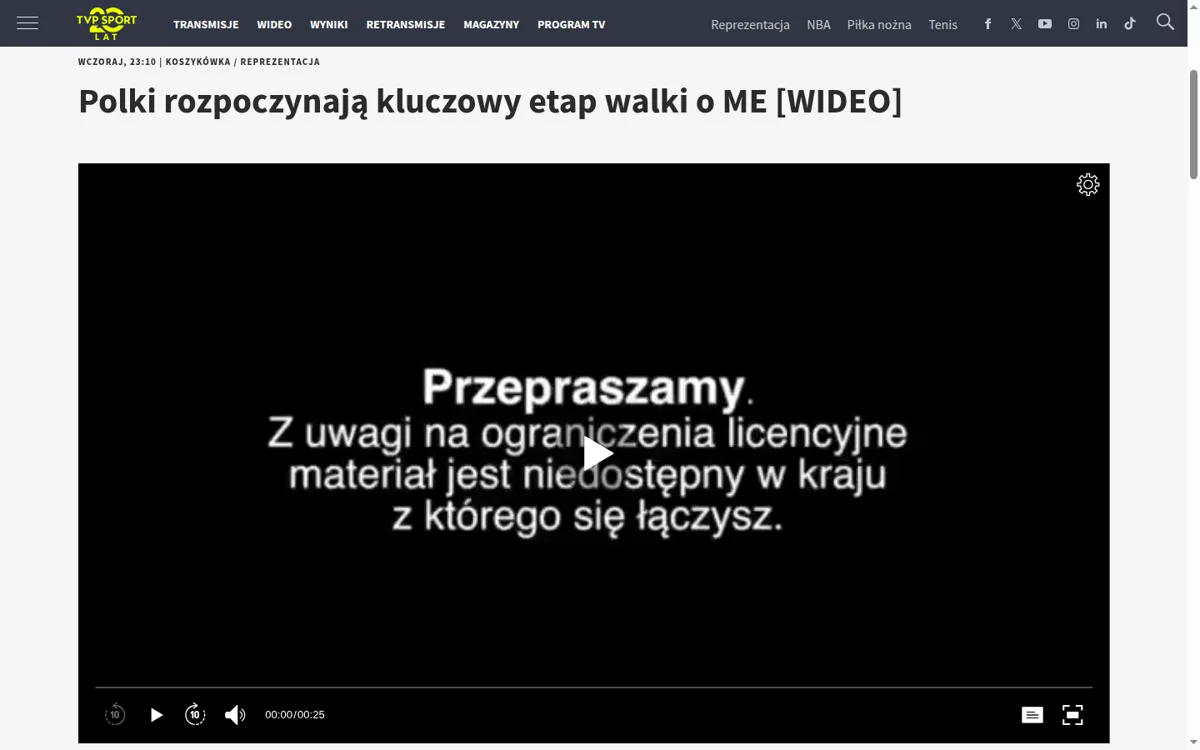 TVP SPORT
20
LAT
TRANSMISJE WIDEO WYNIKI RETRANSMISJE MAGAZYNY PROGRAM TV Reprezentacja NBA Piłka nożna Tenis
WCZORAJ, 23:10 | KOSZYKÓWKA / REPREZENTACJA
Polki rozpoczynają kluczowy etap walki o ME [WIDEO]
Przepraszamy.
Z uwagi na ograniczenia licencyjne
materiał jest niedostępny w kraju
z którego się łączysz.
10 10 00:00/00:25